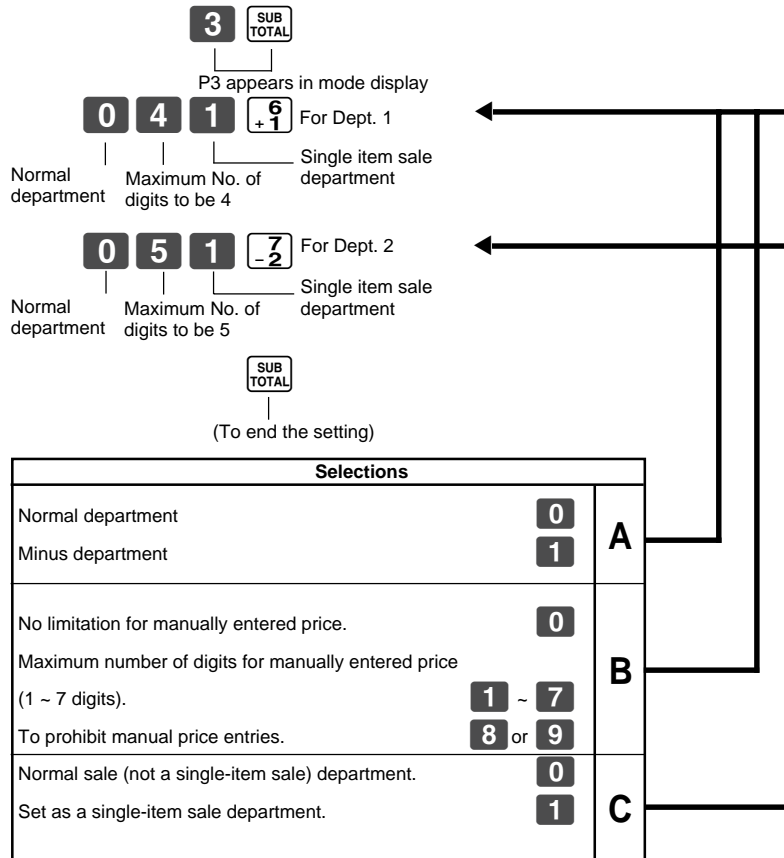 3 SUB TOTAL
P3 appears in mode display
0 4 1 6 +1 For Dept. 1
Normal department
Maximum No. of digits to be 4
Single item sale department
0 5 1 7 -2 For Dept. 2
Normal department
Maximum No. of digits to be 5
Single item sale department
SUB TOTAL
(To end the setting)
Selections
Normal department 0
Minus department 1
A
No limitation for manually entered price. 0
Maximum number of digits for manually entered price
(1 ~ 7 digits). 1 ~ 7
To prohibit manual price entries. 8 or 9
B
Normal sale (not a single-item sale) department. 0
Set as a single-item sale department. 1
C